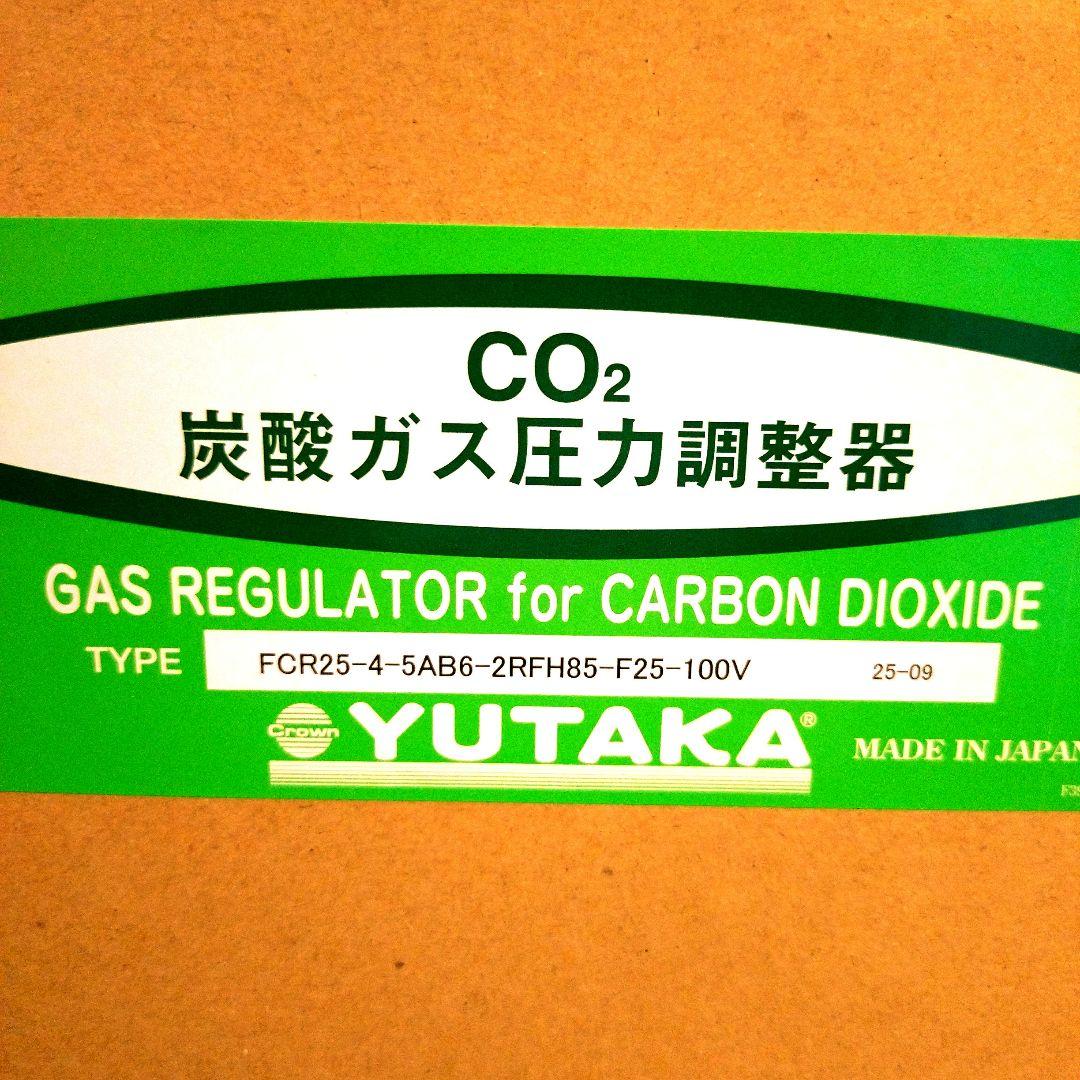 CO₂
炭酸ガス圧力調整器
GAS REGULATOR for CARBON DIOXIDE
TYPE FCR25-4-5AB6-2RFH85-F25-100V 25-09
Crown YUTAKA® MADE IN JAPAN